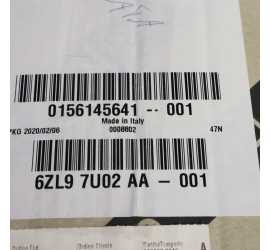 0156145641 -- 001
Made in Italy
PKG 2020/02/06 0008602 47N
6ZL9 7U02 AA - 001